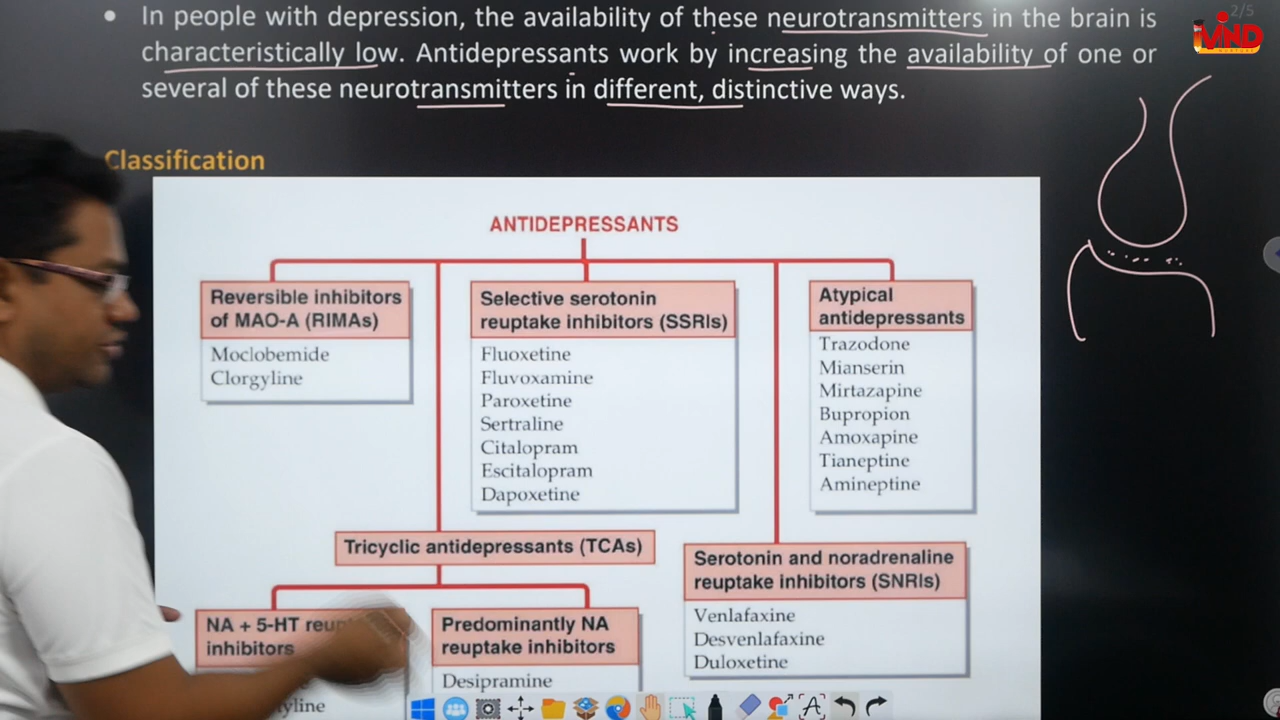 2/5
MIND
• In people with depression, the availability of these neurotransmitters in the brain is
characteristically low. Antidepressants work by increasing the availability of one or
several of these neurotransmitters in different, distinctive ways.
Classification
ANTIDEPRESSANTS
Reversible inhibitors
of MAO-A (RIMAs)
Moclobemide
Clorgyline
Selective serotonin
reuptake inhibitors (SSRIs)
Fluoxetine
Fluvoxamine
Paroxetine
Sertraline
Citalopram
Escitalopram
Dapoxetine
Atypical
antidepressants
Trazodone
Mianserin
Mirtazapine
Bupropion
Amoxapine
Tianeptine
Amineptine
Tricyclic antidepressants (TCAs)
NA + 5-HT
inhibitors
Predominantly NA
reuptake inhibitors
Desipramine
Serotonin and noradrenaline
reuptake inhibitors (SNRIs)
Venlafaxine
Desvenlafaxine
Duloxetine